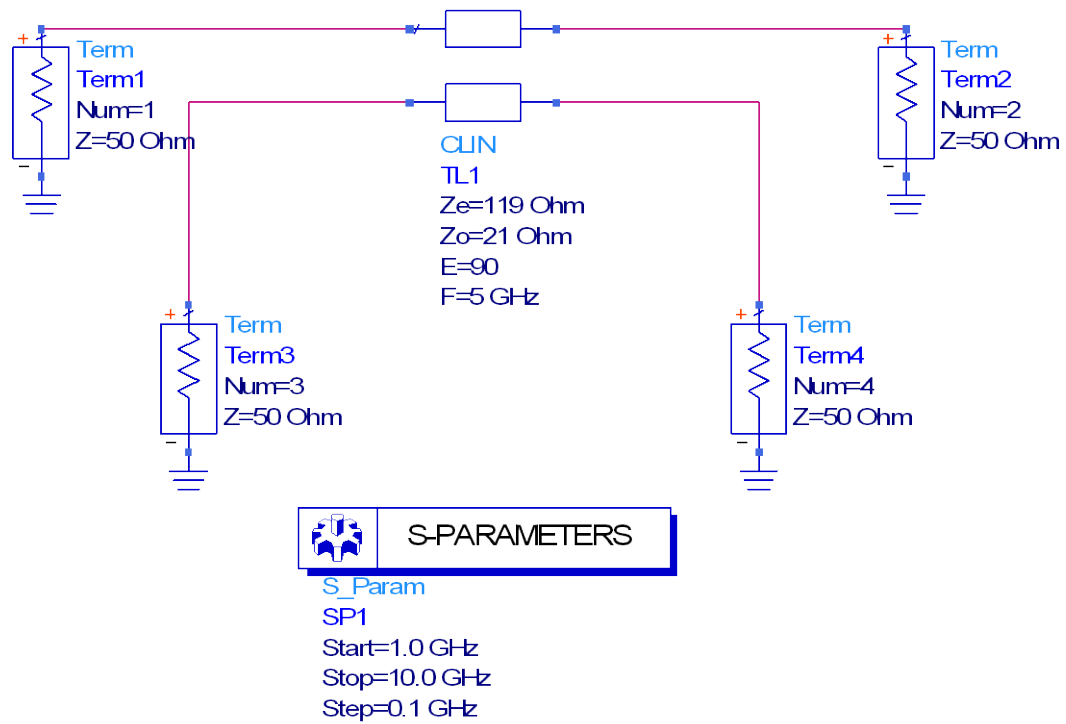 +
Term
Term1
Num=1
Z=50 Ohm
−
+
Term
Term2
Num=2
Z=50 Ohm
−
CLIN
TL1
Ze=119 Ohm
Zo=21 Ohm
E=90
F=5 GHz
+
Term
Term3
Num=3
Z=50 Ohm
−
+
Term
Term4
Num=4
Z=50 Ohm
−
S-PARAMETERS
S_Param
SP1
Start=1.0 GHz
Stop=10.0 GHz
Step=0.1 GHz